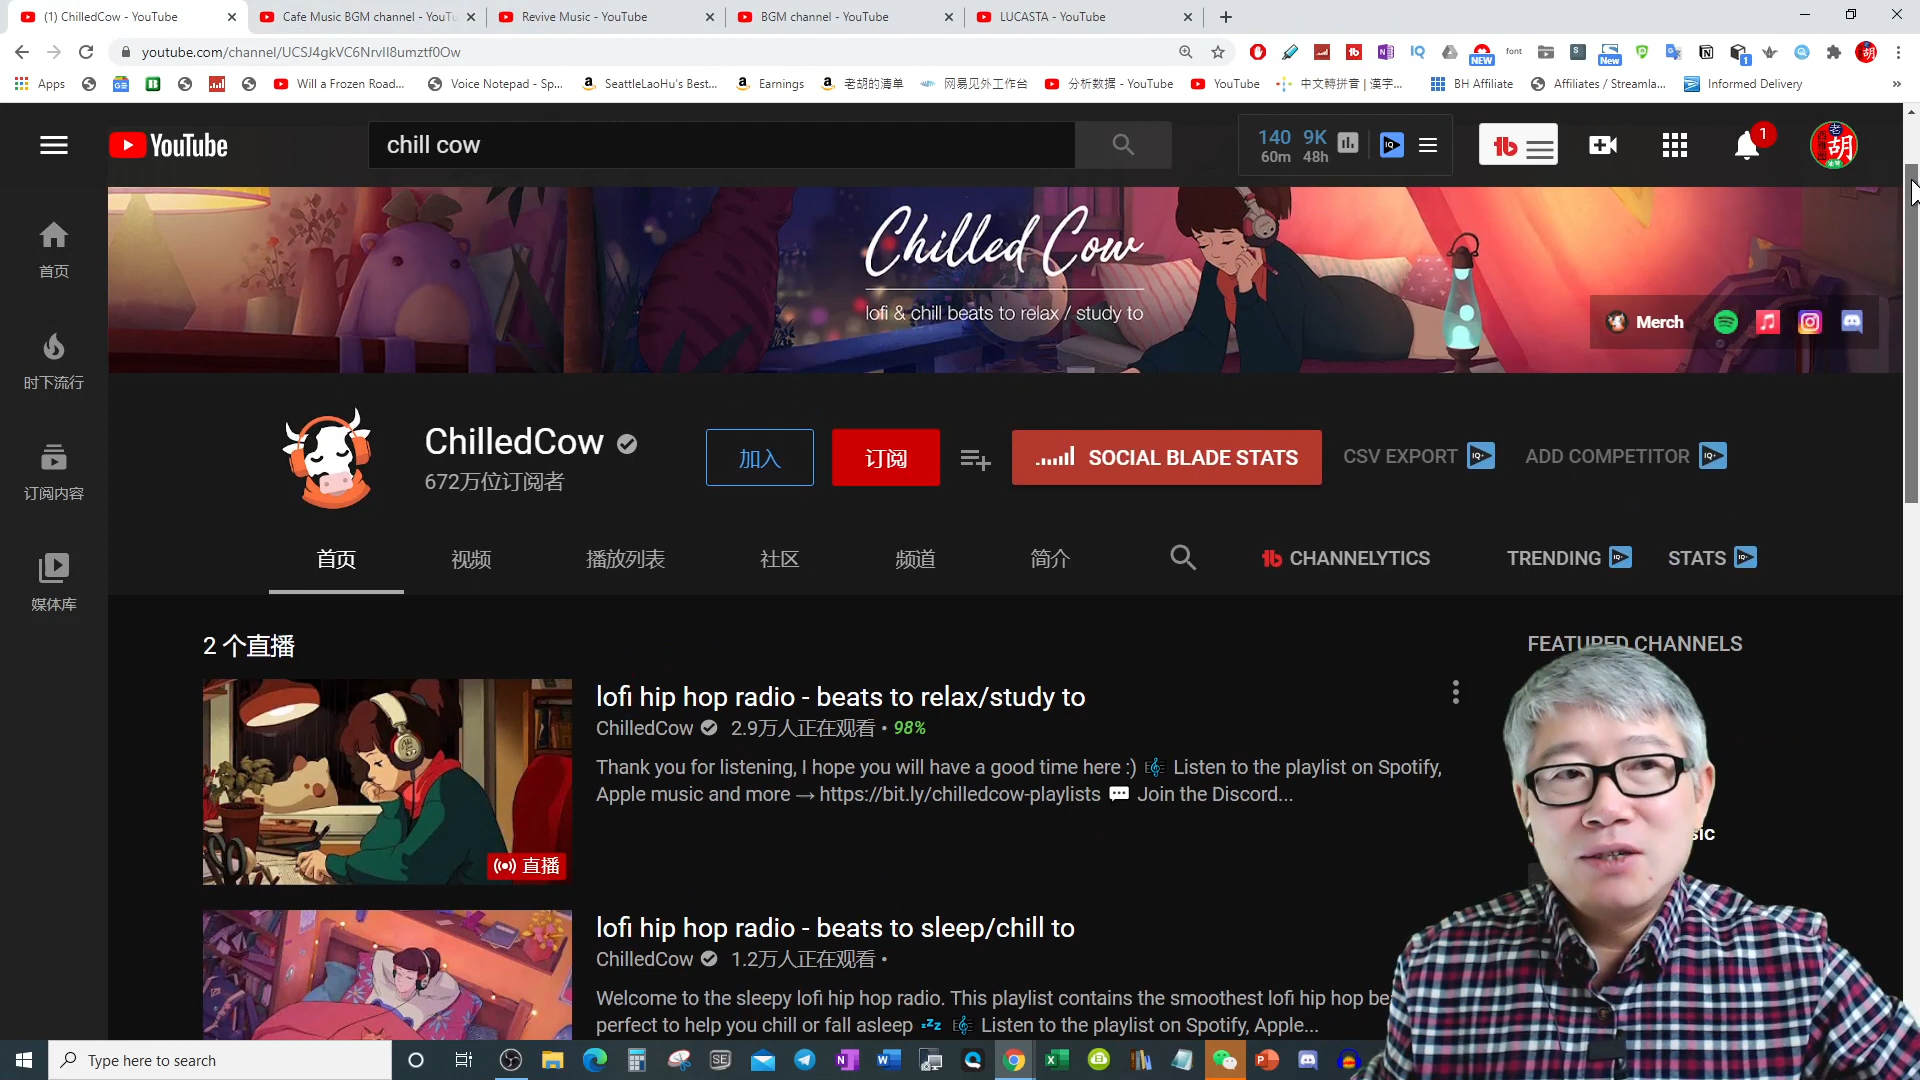 (1) ChilledCow - YouTube
Cafe Music BGM channel - YouTu
Revive Music - YouTube
BGM channel - YouTube
LUCASTA - YouTube
youtube.com/channel/UCSJ4gkVC6NrvII8umztf0Ow
Apps
Will a Frozen Road...
Voice Notepad - Sp...
SeattleLaoHu's Best...
Earnings
老胡的清单
网易见外工作台
分析数据 - YouTube
YouTube
中文轉拼音 | 漢字...
BH Affiliate
Affiliates / Streamla...
Informed Delivery
YouTube
chill cow
140 9K
60m 48h
1
老
胡
Chilled Cow
lofi & chill beats to relax / study to
Merch
首页
时下流行
订阅内容
媒体库
ChilledCow
672万位订阅者
加入
订阅
SOCIAL BLADE STATS
CSV EXPORT
ADD COMPETITOR
首页
视频
播放列表
社区
频道
简介
CHANNELYTICS
TRENDING
STATS
2 个直播
FEATURED CHANNELS
lofi hip hop radio - beats to relax/study to
ChilledCow 2.9万人正在观看 • 98%
Thank you for listening, I hope you will have a good time here :) 🎼 Listen to the playlist on Spotify,
Apple music and more → https://bit.ly/chilledcow-playlists 💬 Join the Discord...
直播
lofi hip hop radio - beats to sleep/chill to
ChilledCow 1.2万人正在观看 •
Welcome to the sleepy lofi hip hop radio. This playlist contains the smoothest lofi hip hop be
perfect to help you chill or fall asleep 💤 🎼 Listen to the playlist on Spotify, Apple...
Type here to search